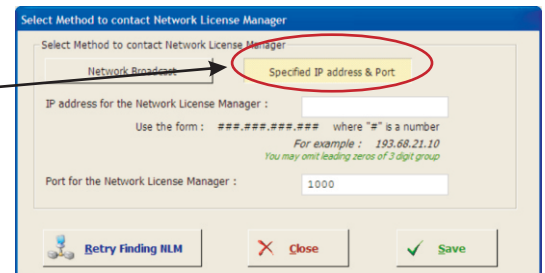 Select Method to contact Network License Manager
Select Method to contact Network License Manager
Network Broadcast
Specified IP address & Port
IP address for the Network License Manager :
Use the form : ###.###.###.### where "#" is a number
For example : 193.68.21.10
You may omit leading zeros of 3 digit group
Port for the Network License Manager :
1000
Retry Finding NLM
Close
Save